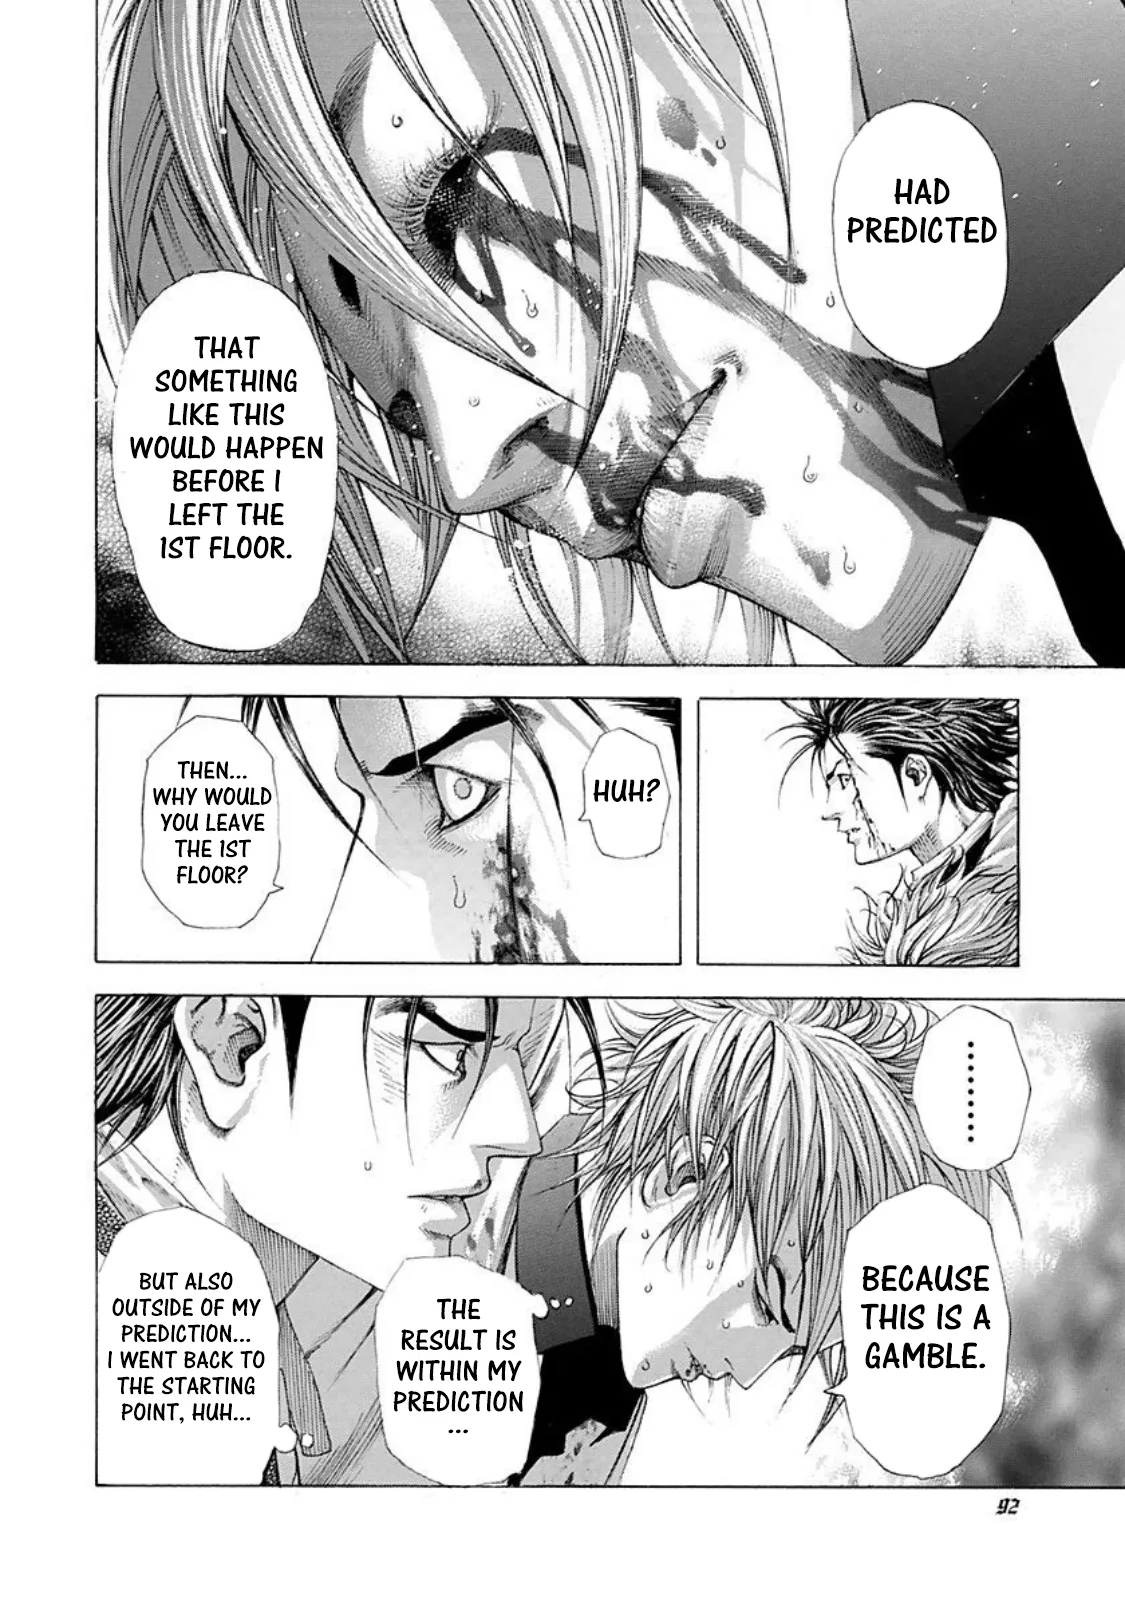 HAD
PREDICTED
THAT
SOMETHING
LIKE THIS
WOULD HAPPEN
BEFORE I
LEFT THE
1ST FLOOR.
HUH?
THEN...
WHY WOULD
YOU LEAVE
THE 1ST
FLOOR?
.........
BECAUSE
THIS IS A
GAMBLE.
THE
RESULT IS
WITHIN MY
PREDICTION
...
BUT ALSO
OUTSIDE OF MY
PREDICTION...
I WENT BACK TO
THE STARTING
POINT, HUH...
92